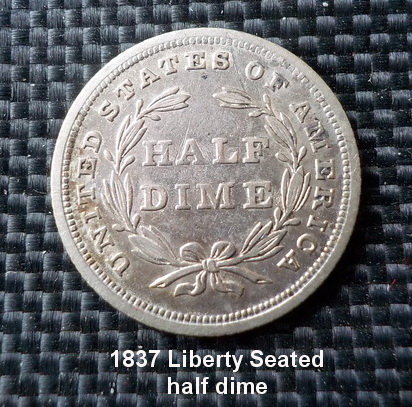 UNITED STATES OF AMERICA
HALF
DIME
1837 Liberty Seated
half dime